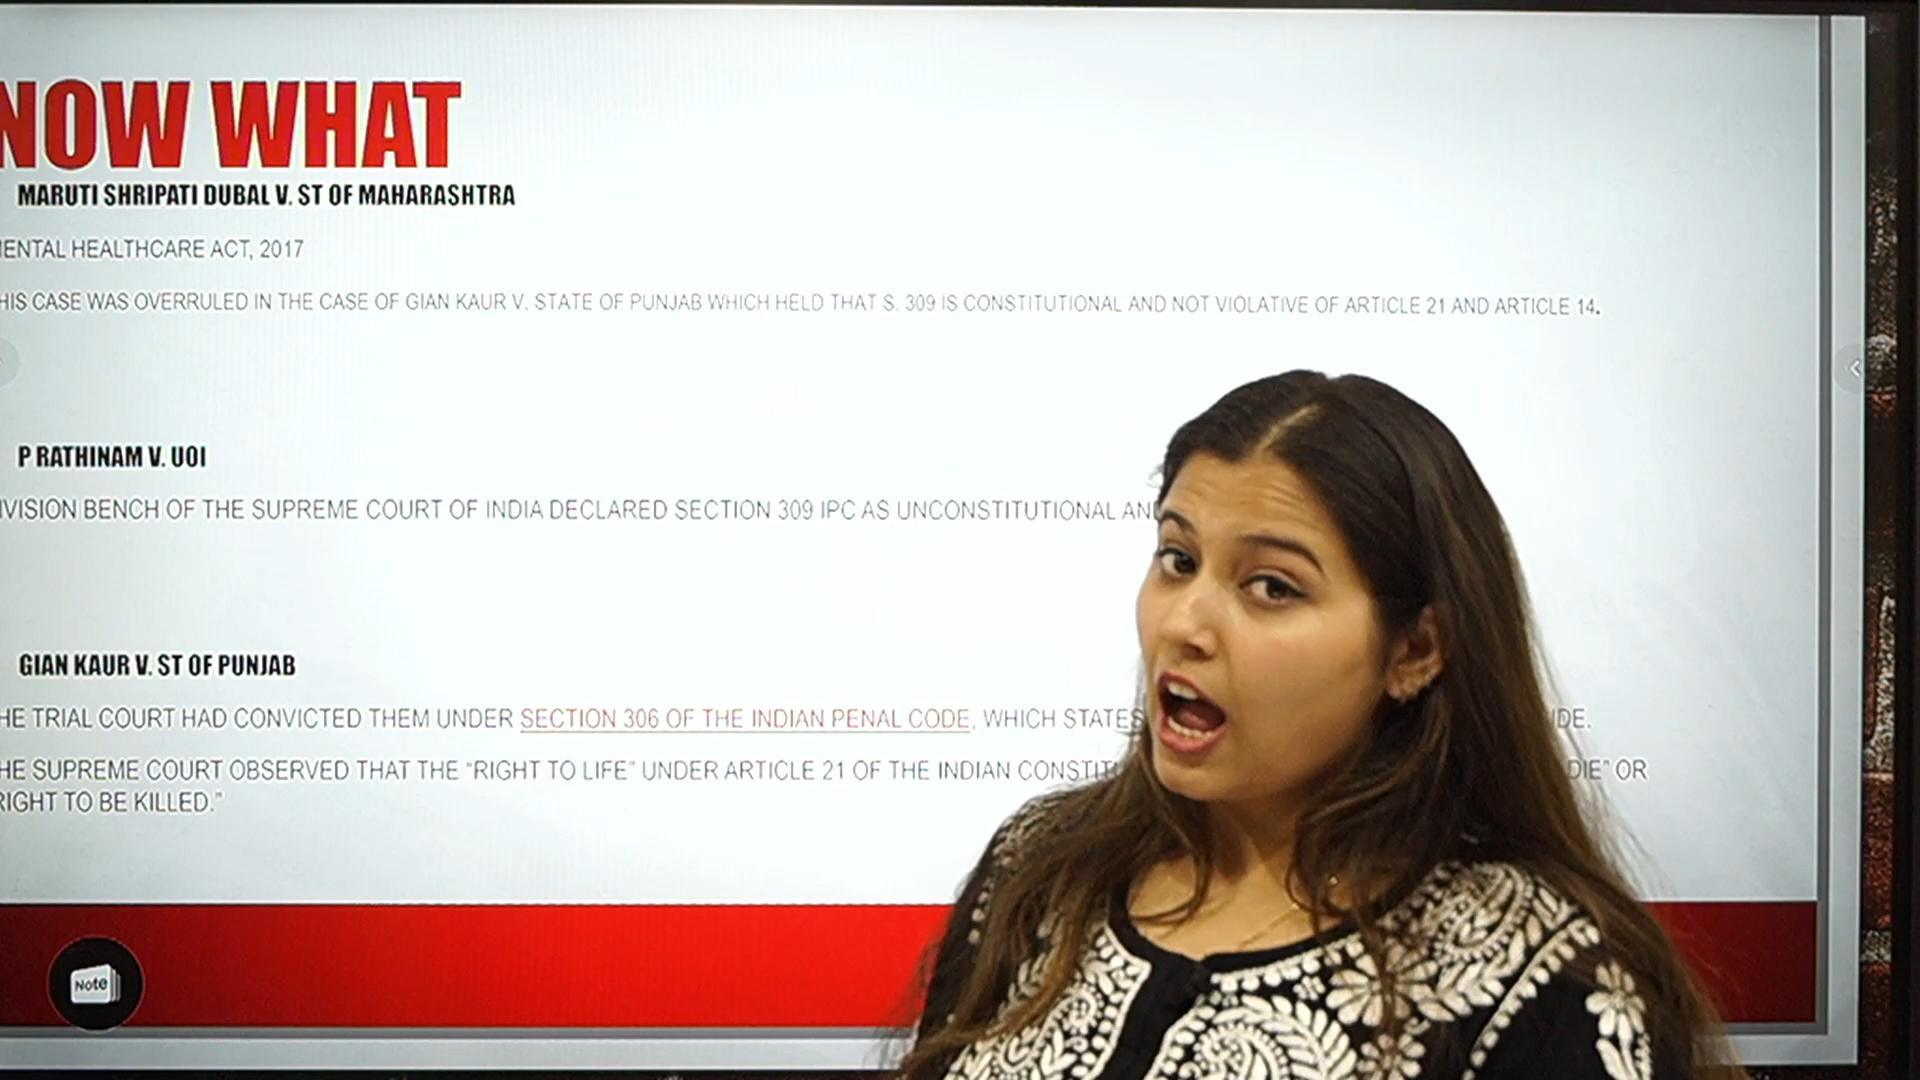 NOW WHAT
MARUTI SHRIPATI DUBAL V. ST OF MAHARASHTRA
ENTAL HEALTHCARE ACT, 2017
HIS CASE WAS OVERRULED IN THE CASE OF GIAN KAUR V. STATE OF PUNJAB WHICH HELD THAT S. 309 IS CONSTITUTIONAL AND NOT VIOLATIVE OF ARTICLE 21 AND ARTICLE 14.
P RATHINAM V. UOI
IVISION BENCH OF THE SUPREME COURT OF INDIA DECLARED SECTION 309 IPC AS UNCONSTITUTIONAL AN
GIAN KAUR V. ST OF PUNJAB
HE TRIAL COURT HAD CONVICTED THEM UNDER SECTION 306 OF THE INDIAN PENAL CODE, WHICH STATES IDE.
HE SUPREME COURT OBSERVED THAT THE "RIGHT TO LIFE" UNDER ARTICLE 21 OF THE INDIAN CONSTIT DIE" OR
RIGHT TO BE KILLED."
Note